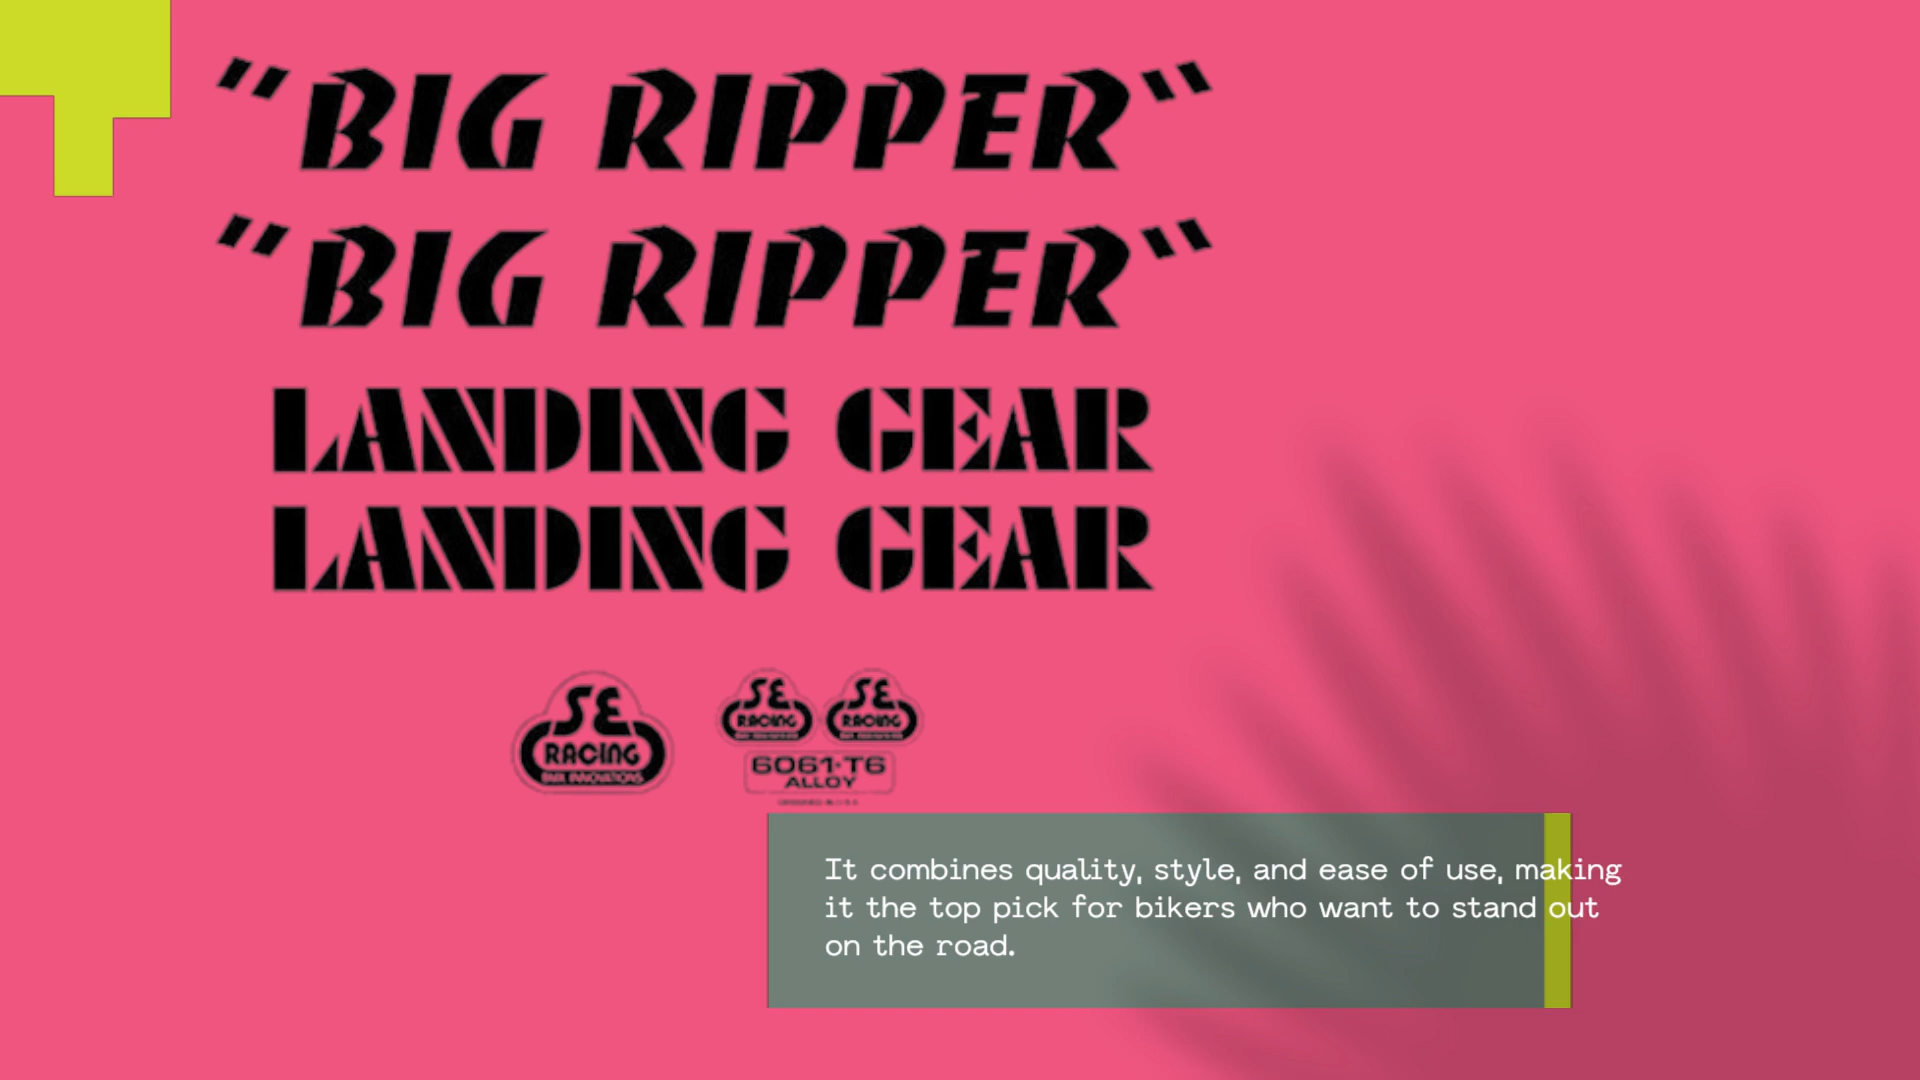 "BIG RIPPER"
"BIG RIPPER"
LANDING GEAR
LANDING GEAR
SE
RACING
BMX INNOVATIONS
SE SE
RACING RACING
6061-T6
ALLOY
It combines quality, style, and ease of use, making
it the top pick for bikers who want to stand out
on the road.